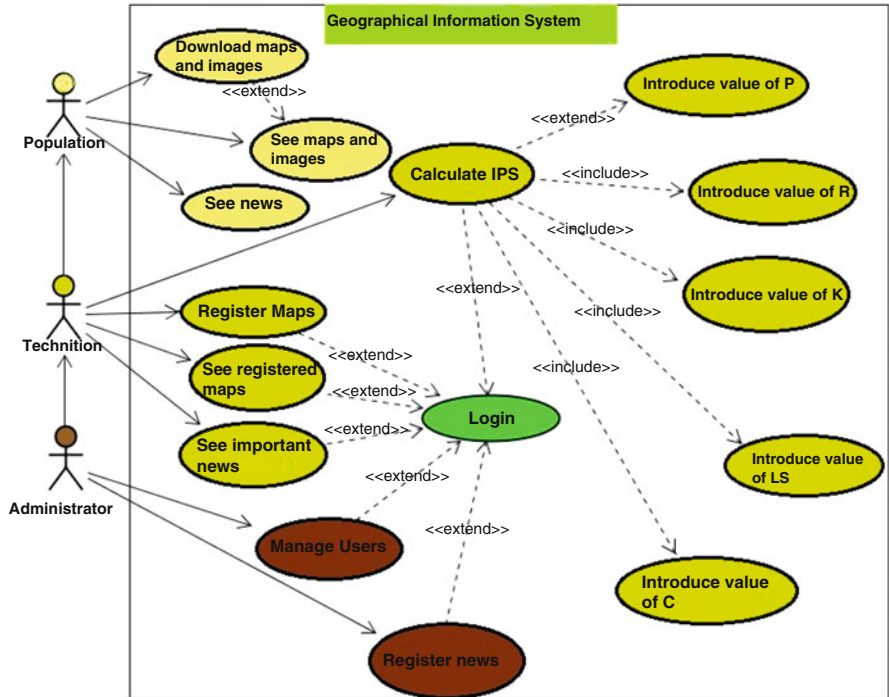 Geographical Information System
Download maps
and images
<<extend>>
See maps and
images
See news
Population
Calculate IPS
<<extend>>
Introduce value of P
<<include>>
Introduce value of R
<<include>>
Introduce value of K
<<extend>>
<<include>>
<<include>>
Technition
Register Maps
<<extend>>
See registered
maps
<<extend>>
See important
news
<<extend>>
Login
Administrator
<<extend>>
Manage Users
<<extend>>
Register news
Introduce value
of LS
Introduce value
of C